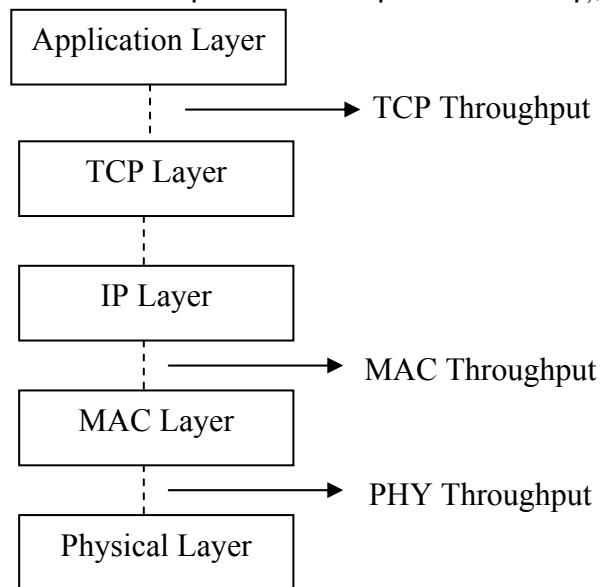 Application Layer
TCP Throughput
TCP Layer
IP Layer
MAC Throughput
MAC Layer
PHY Throughput
Physical Layer